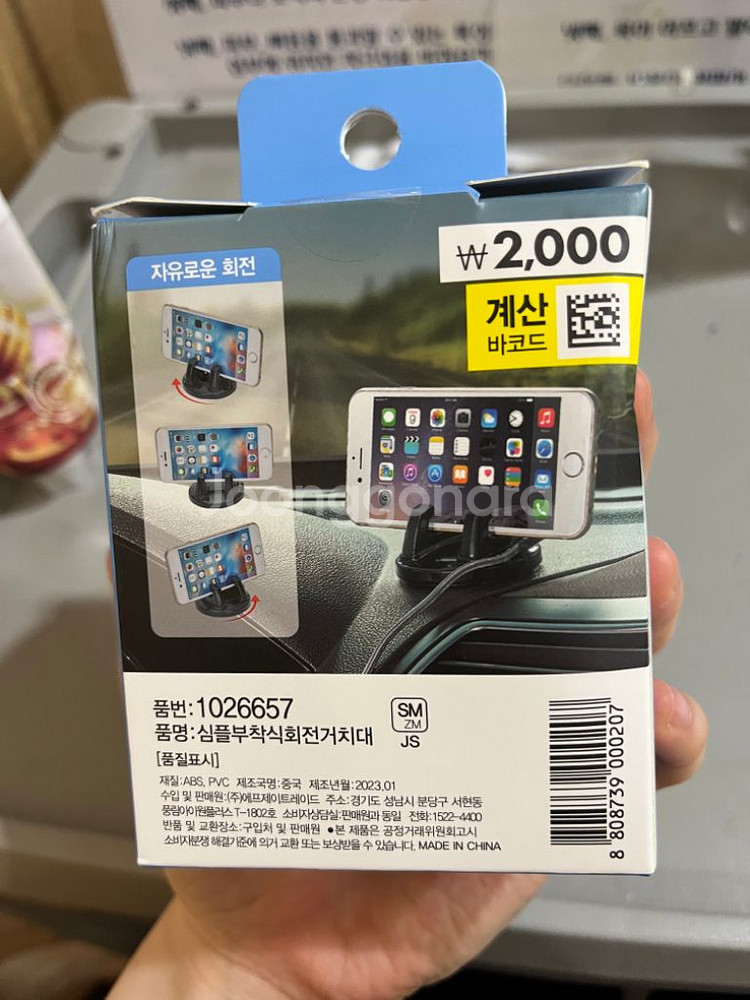 ₩2,000
자유로운 회전
계산
바코드
Joonggonara
품번:1026657
품명:심플부착식회전거치대
SM
ZM
JS
[품질표시]
재질:ABS, PVC 제조국명:중국 제조년월:2023.01
수입 및 판매원:(주)에프제이트레이드 주소:경기도 성남시 분당구 서현동
풍림아이원플러스 T-1802호 소비자상담실:판매원과 동일 전화:1522-4400
반품 및 교환장소:구입처 및 판매원 ●본 제품은 공정거래위원회고시
소비자분쟁 해결기준에 의거 교환 또는 보상받을 수 있습니다. MADE IN CHINA
8 808739 000207